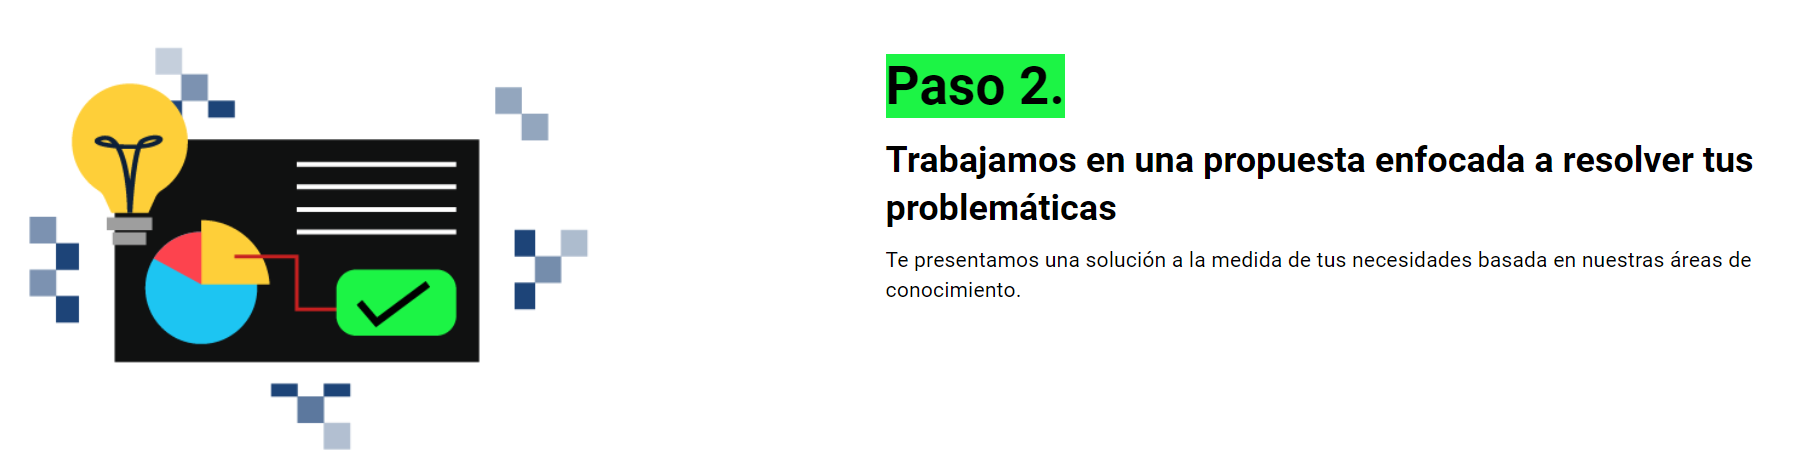 Paso 2.
Trabajamos en una propuesta enfocada a resolver tus
problemáticas
Te presentamos una solución a la medida de tus necesidades basada en nuestras áreas de
conocimiento.